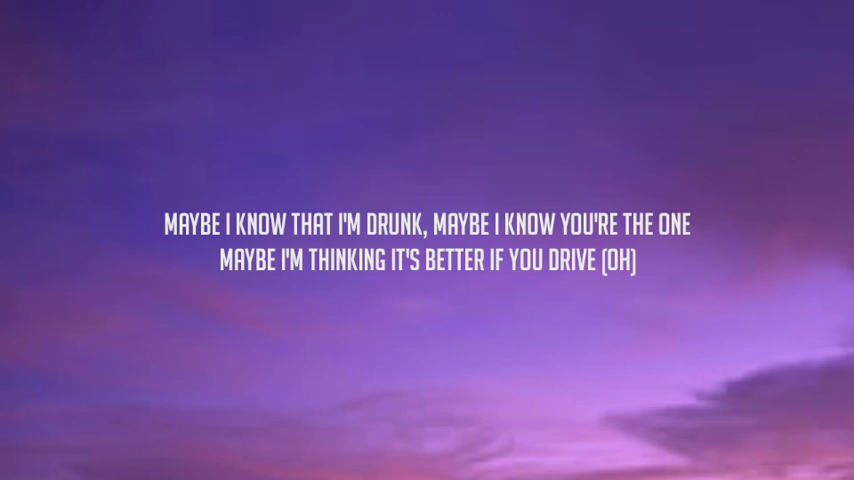 MAYBE I KNOW THAT I'M DRUNK, MAYBE I KNOW YOU'RE THE ONE
MAYBE I'M THINKING IT'S BETTER IF YOU DRIVE (OH)